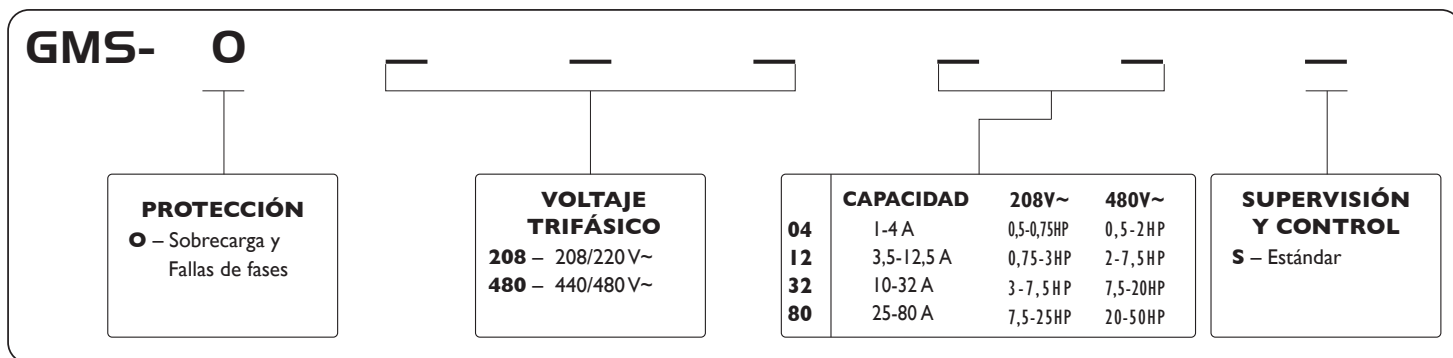 GMS- O
PROTECCIÓN
O – Sobrecarga y
Fallas de fases
VOLTAJE
TRIFÁSICO
208 – 208/220 V~
480 – 440/480 V~
CAPACIDAD 208V~ 480V~
04 1-4 A 0,5-0,75HP 0,5-2HP
12 3,5-12,5 A 0,75-3HP 2-7,5HP
32 10-32 A 3-7,5HP 7,5-20HP
80 25-80 A 7,5-25HP 20-50HP
SUPERVISIÓN
Y CONTROL
S – Estándar